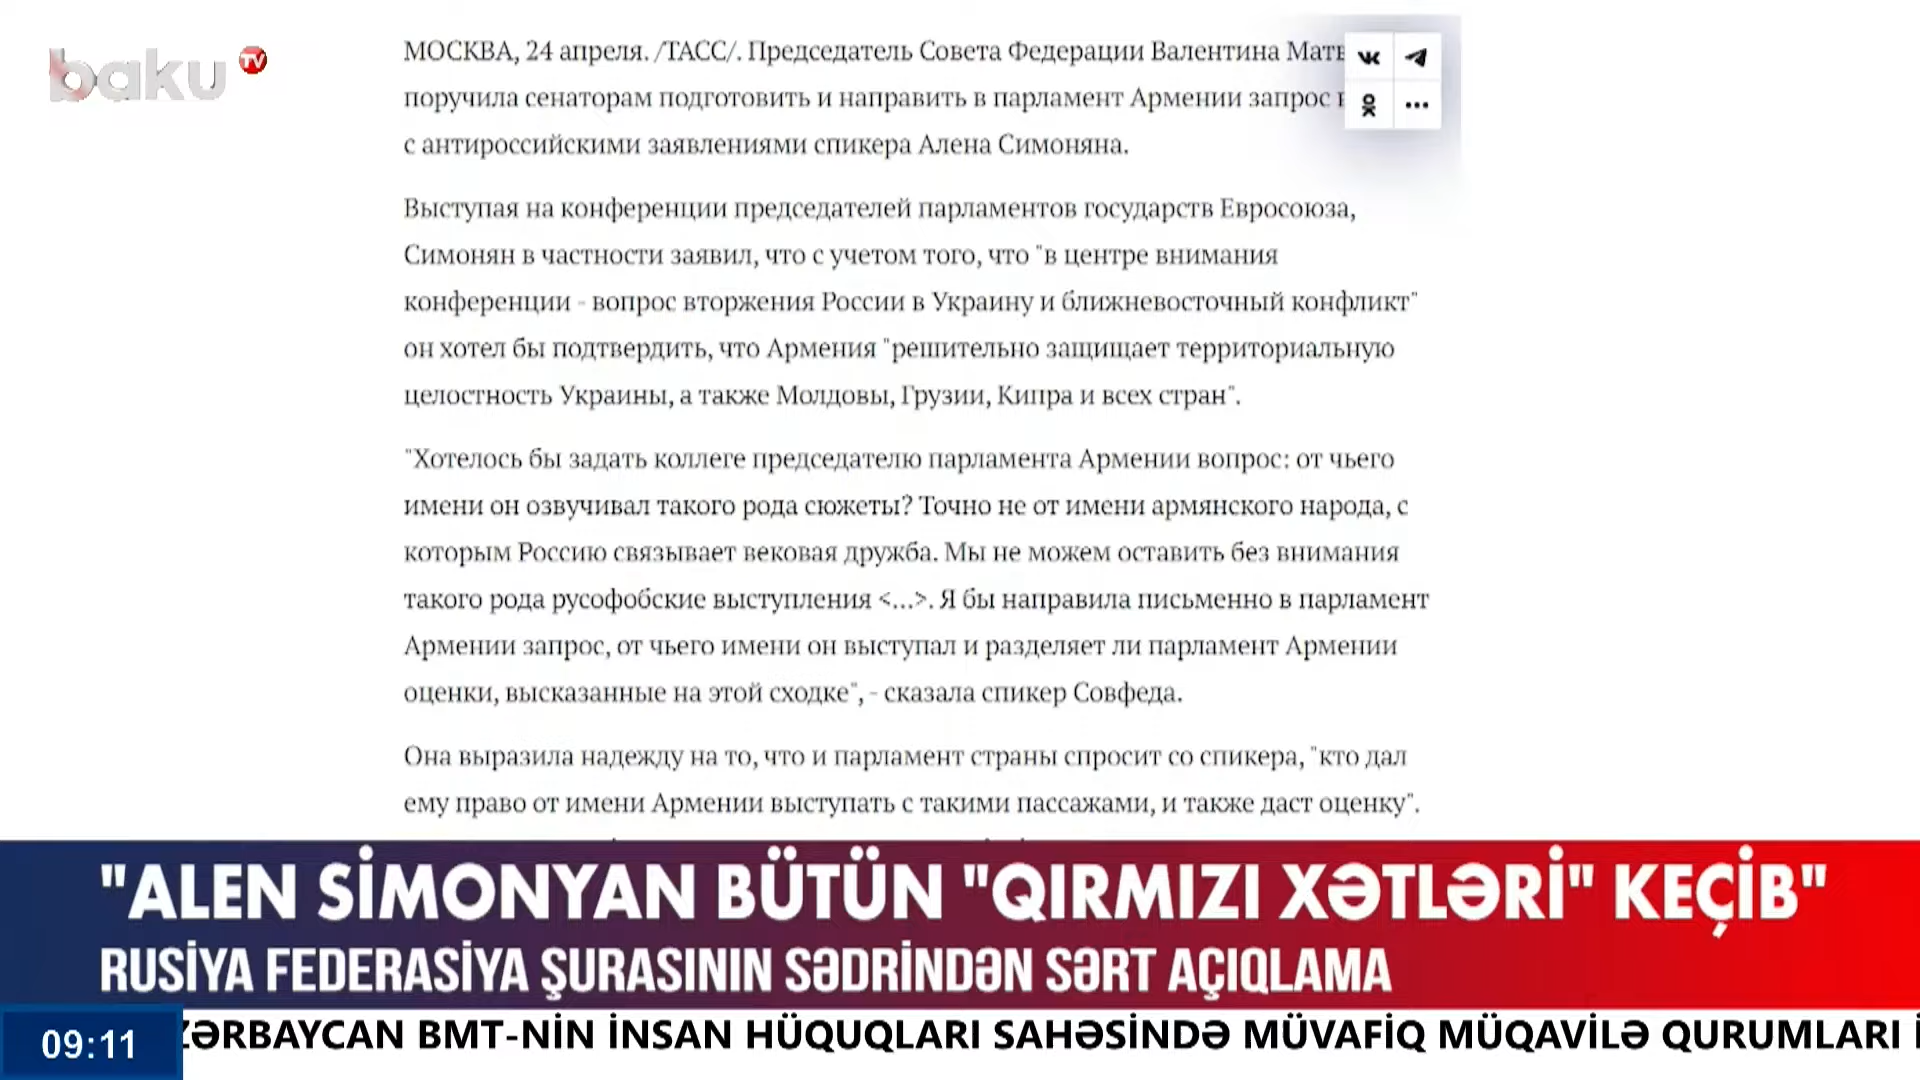 baku TV
МОСКВА, 24 апреля. /ТАСС/. Председатель Совета Федерации Валентина
поручила сенаторам подготовить и направить в парламент Армении запрос
с антироссийскими заявлениями спикера Алена Симоняна.
Выступая на конференции председателей парламентов государств Евросоюза,
Симонян в частности заявил, что с учетом того, что "в центре внимания
конференции - вопрос вторжения России в Украину и ближневосточный конфликт"
он хотел бы подтвердить, что Армения "решительно защищает территориальную
целостность Украины, а также Молдовы, Грузии, Кипра и всех стран".
"Хотелось бы задать коллеге председателю парламента Армении вопрос: от чьего
имени он озвучивал такого рода сюжеты? Точно не от имени армянского народа, с
которым Россию связывает вековая дружба. Мы не можем оставить без внимания
такого рода русофобские выступления <...>. Я бы направила письменно в парламент
Армении запрос, от чьего имени он выступал и разделяет ли парламент Армении
оценки, высказанные на этой сходке", - сказала спикер Совфеда.
Она выразила надежду на то, что и парламент страны спросит со спикера, "кто дал
ему право от имени Армении выступать с такими пассажами, и также даст оценку".
"ALEN SİMONYAN BÜTÜN "QIRMIZI XƏTLƏRİ" KEÇİB"
RUSİYA FEDERASİYA ŞURASININ SƏDRİNDƏN SƏRT AÇIQLAMA
09:11 ZƏRBAYCAN BMT-NİN İNSAN HÜQUQLARI SAHƏSİNDƏ MÜVAFİQ MÜQAVİLƏ QURUMLARI